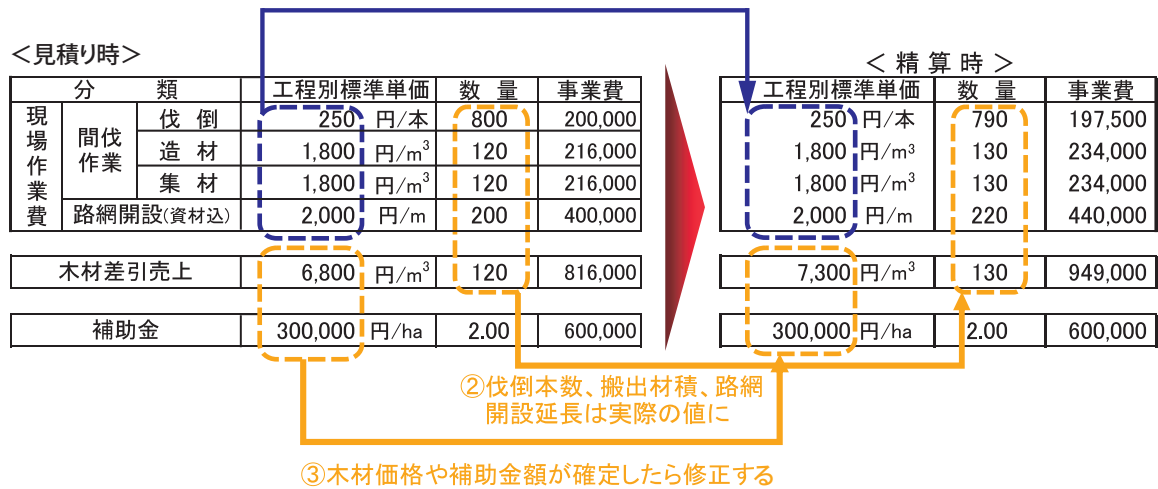 ＜見積り時＞
分 類 工程別標準単価 数 量 事業費
現場作業費 間伐作業 伐 倒 250 円/本 800 200,000
造 材 1,800 円/m³ 120 216,000
集 材 1,800 円/m³ 120 216,000
路網開設(資材込) 2,000 円/m 200 400,000
木材差引売上 6,800 円/m³ 120 816,000
補助金 300,000 円/ha 2.00 600,000
＜精算時＞
工程別標準単価 数 量 事業費
250 円/本 790 197,500
1,800 円/m³ 130 234,000
1,800 円/m³ 130 234,000
2,000 円/m 220 440,000
7,300 円/m³ 130 949,000
300,000 円/ha 2.00 600,000
②伐倒本数、搬出材積、路網
開設延長は実際の値に
③木材価格や補助金額が確定したら修正する